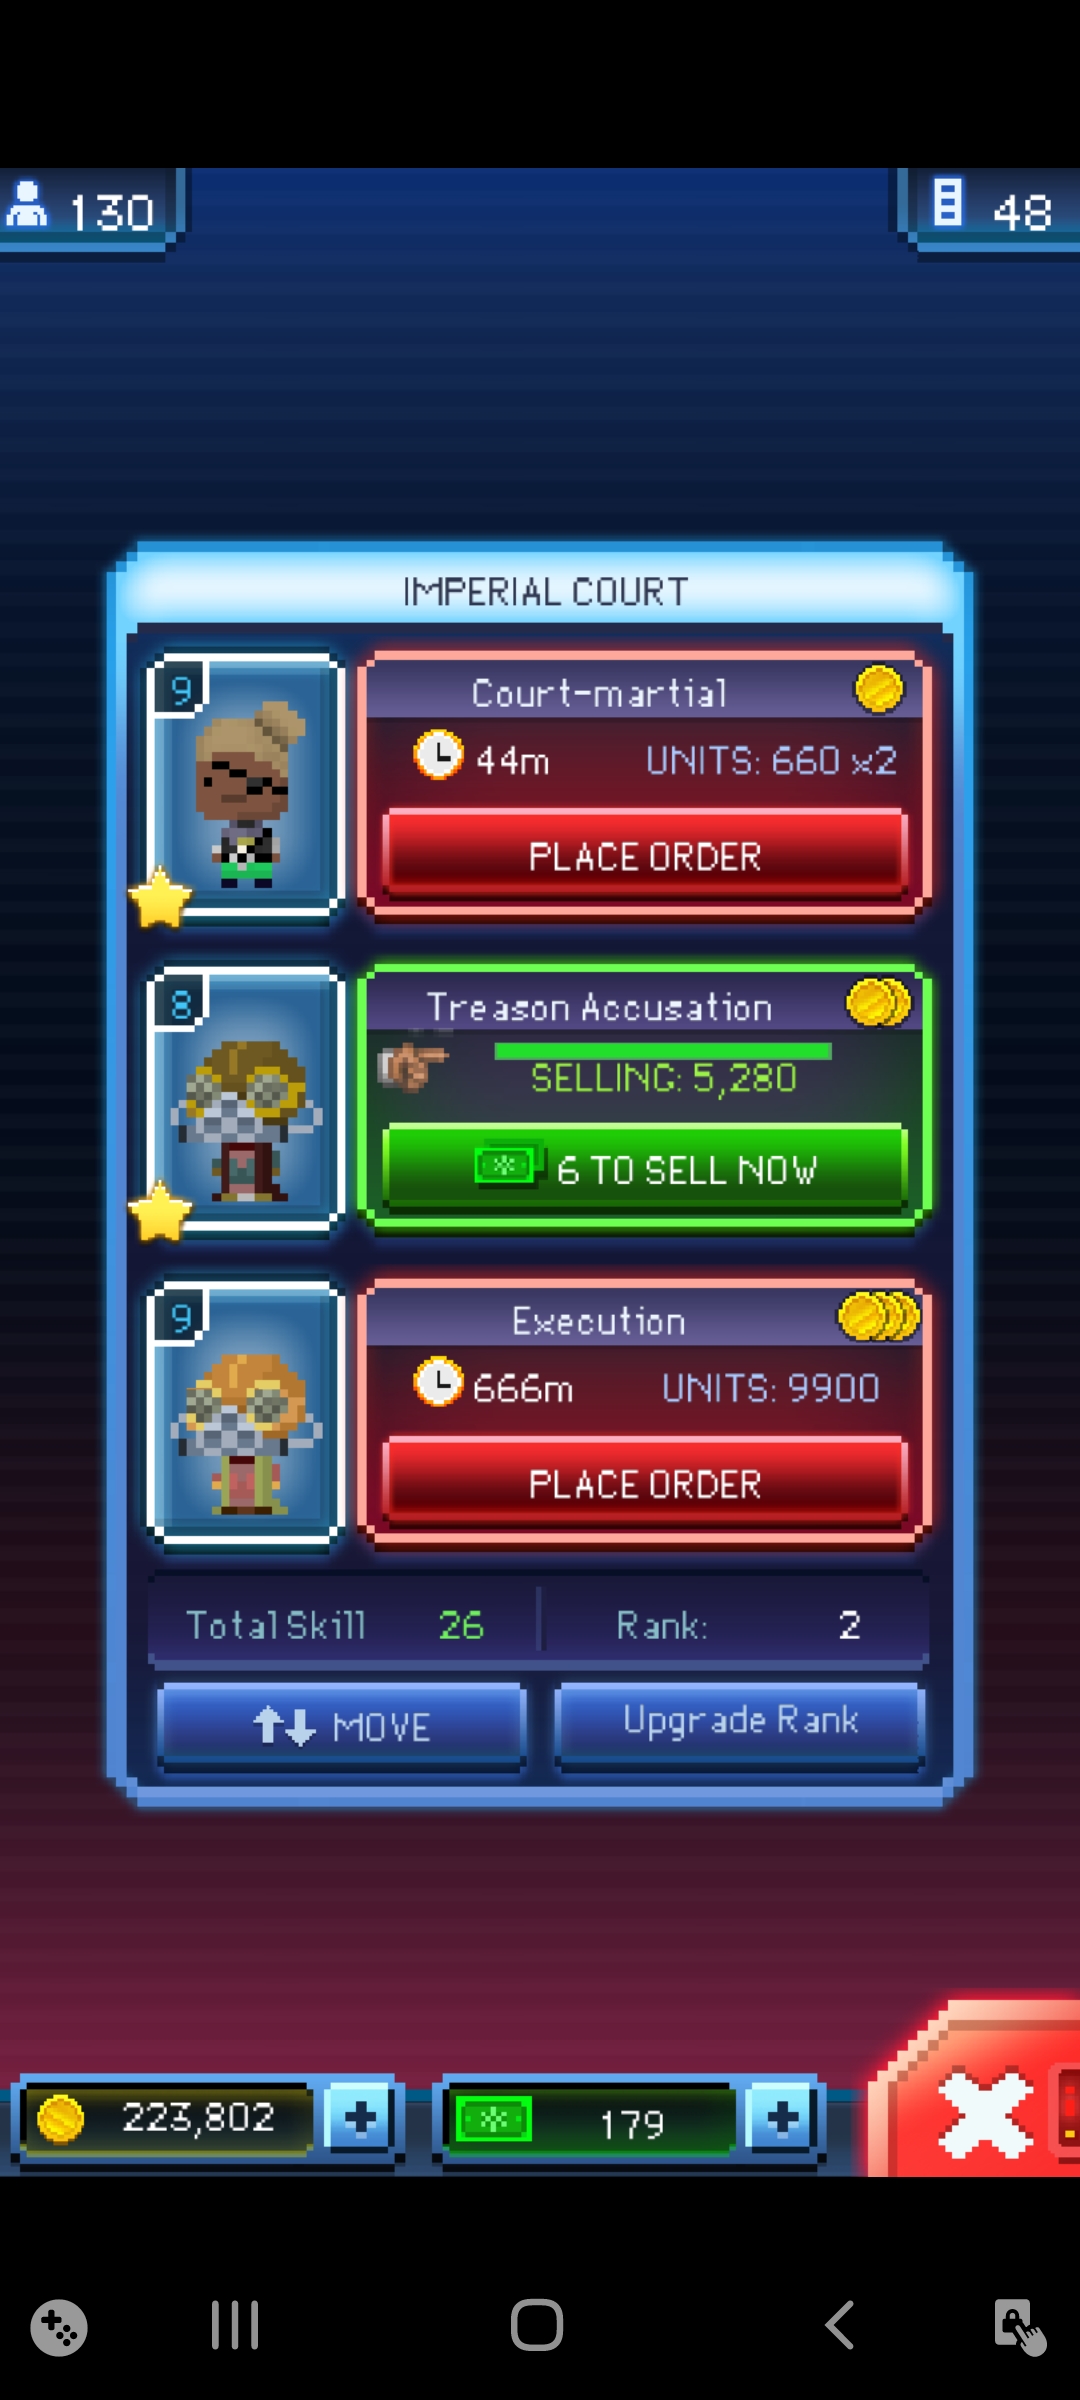 130
48
IMPERIAL COURT
9
Court-martial
44m UNITS: 660 x2
PLACE ORDER
8
Treason Accusation
SELLING: 5,280
6 TO SELL NOW
9
Execution
666m UNITS: 9900
PLACE ORDER
Total Skill 26 Rank: 2
MOVE Upgrade Rank
223,802 179